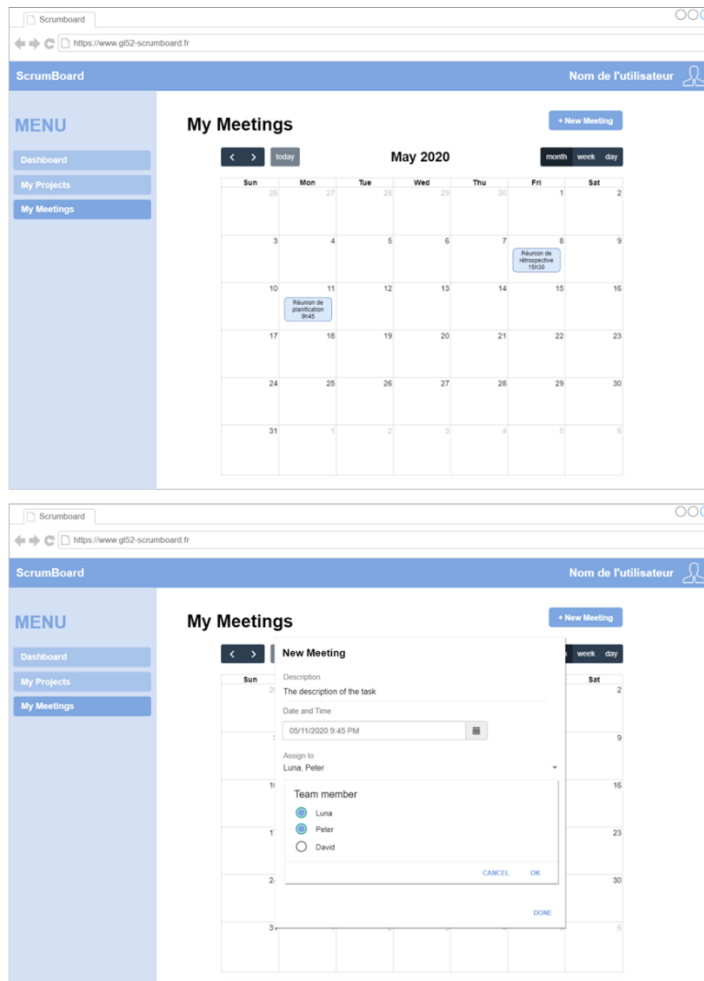 Scrumboard
https://www.gl52-scrumboard.fr
ScrumBoard
Nom de l'utilisateur
MENU
Dashboard
My Projects
My Meetings
My Meetings
+ New Meeting
< > today
May 2020
month week day
Sun Mon Tue Wed Thu Fri Sat
26 27 28 29 30 1 2
3 4 5 6 7 8 9
Réunion de
rétrospective
15h30
10 11 12 13 14 15 16
Réunion de
planification
9h45
17 18 19 20 21 22 23
24 25 26 27 28 29 30
31 1 2 3 4 5 6
Scrumboard
https://www.gl52-scrumboard.fr
ScrumBoard
Nom de l'utilisateur
MENU
Dashboard
My Projects
My Meetings
My Meetings
+ New Meeting
< >
week day
Sun
Sat
2
9
16
23
30
6
New Meeting
Description
The description of the task
Date and Time
05/11/2020 9:45 PM
Assign to
Luna, Peter
Team member
Luna
Peter
David
CANCEL OK
DONE